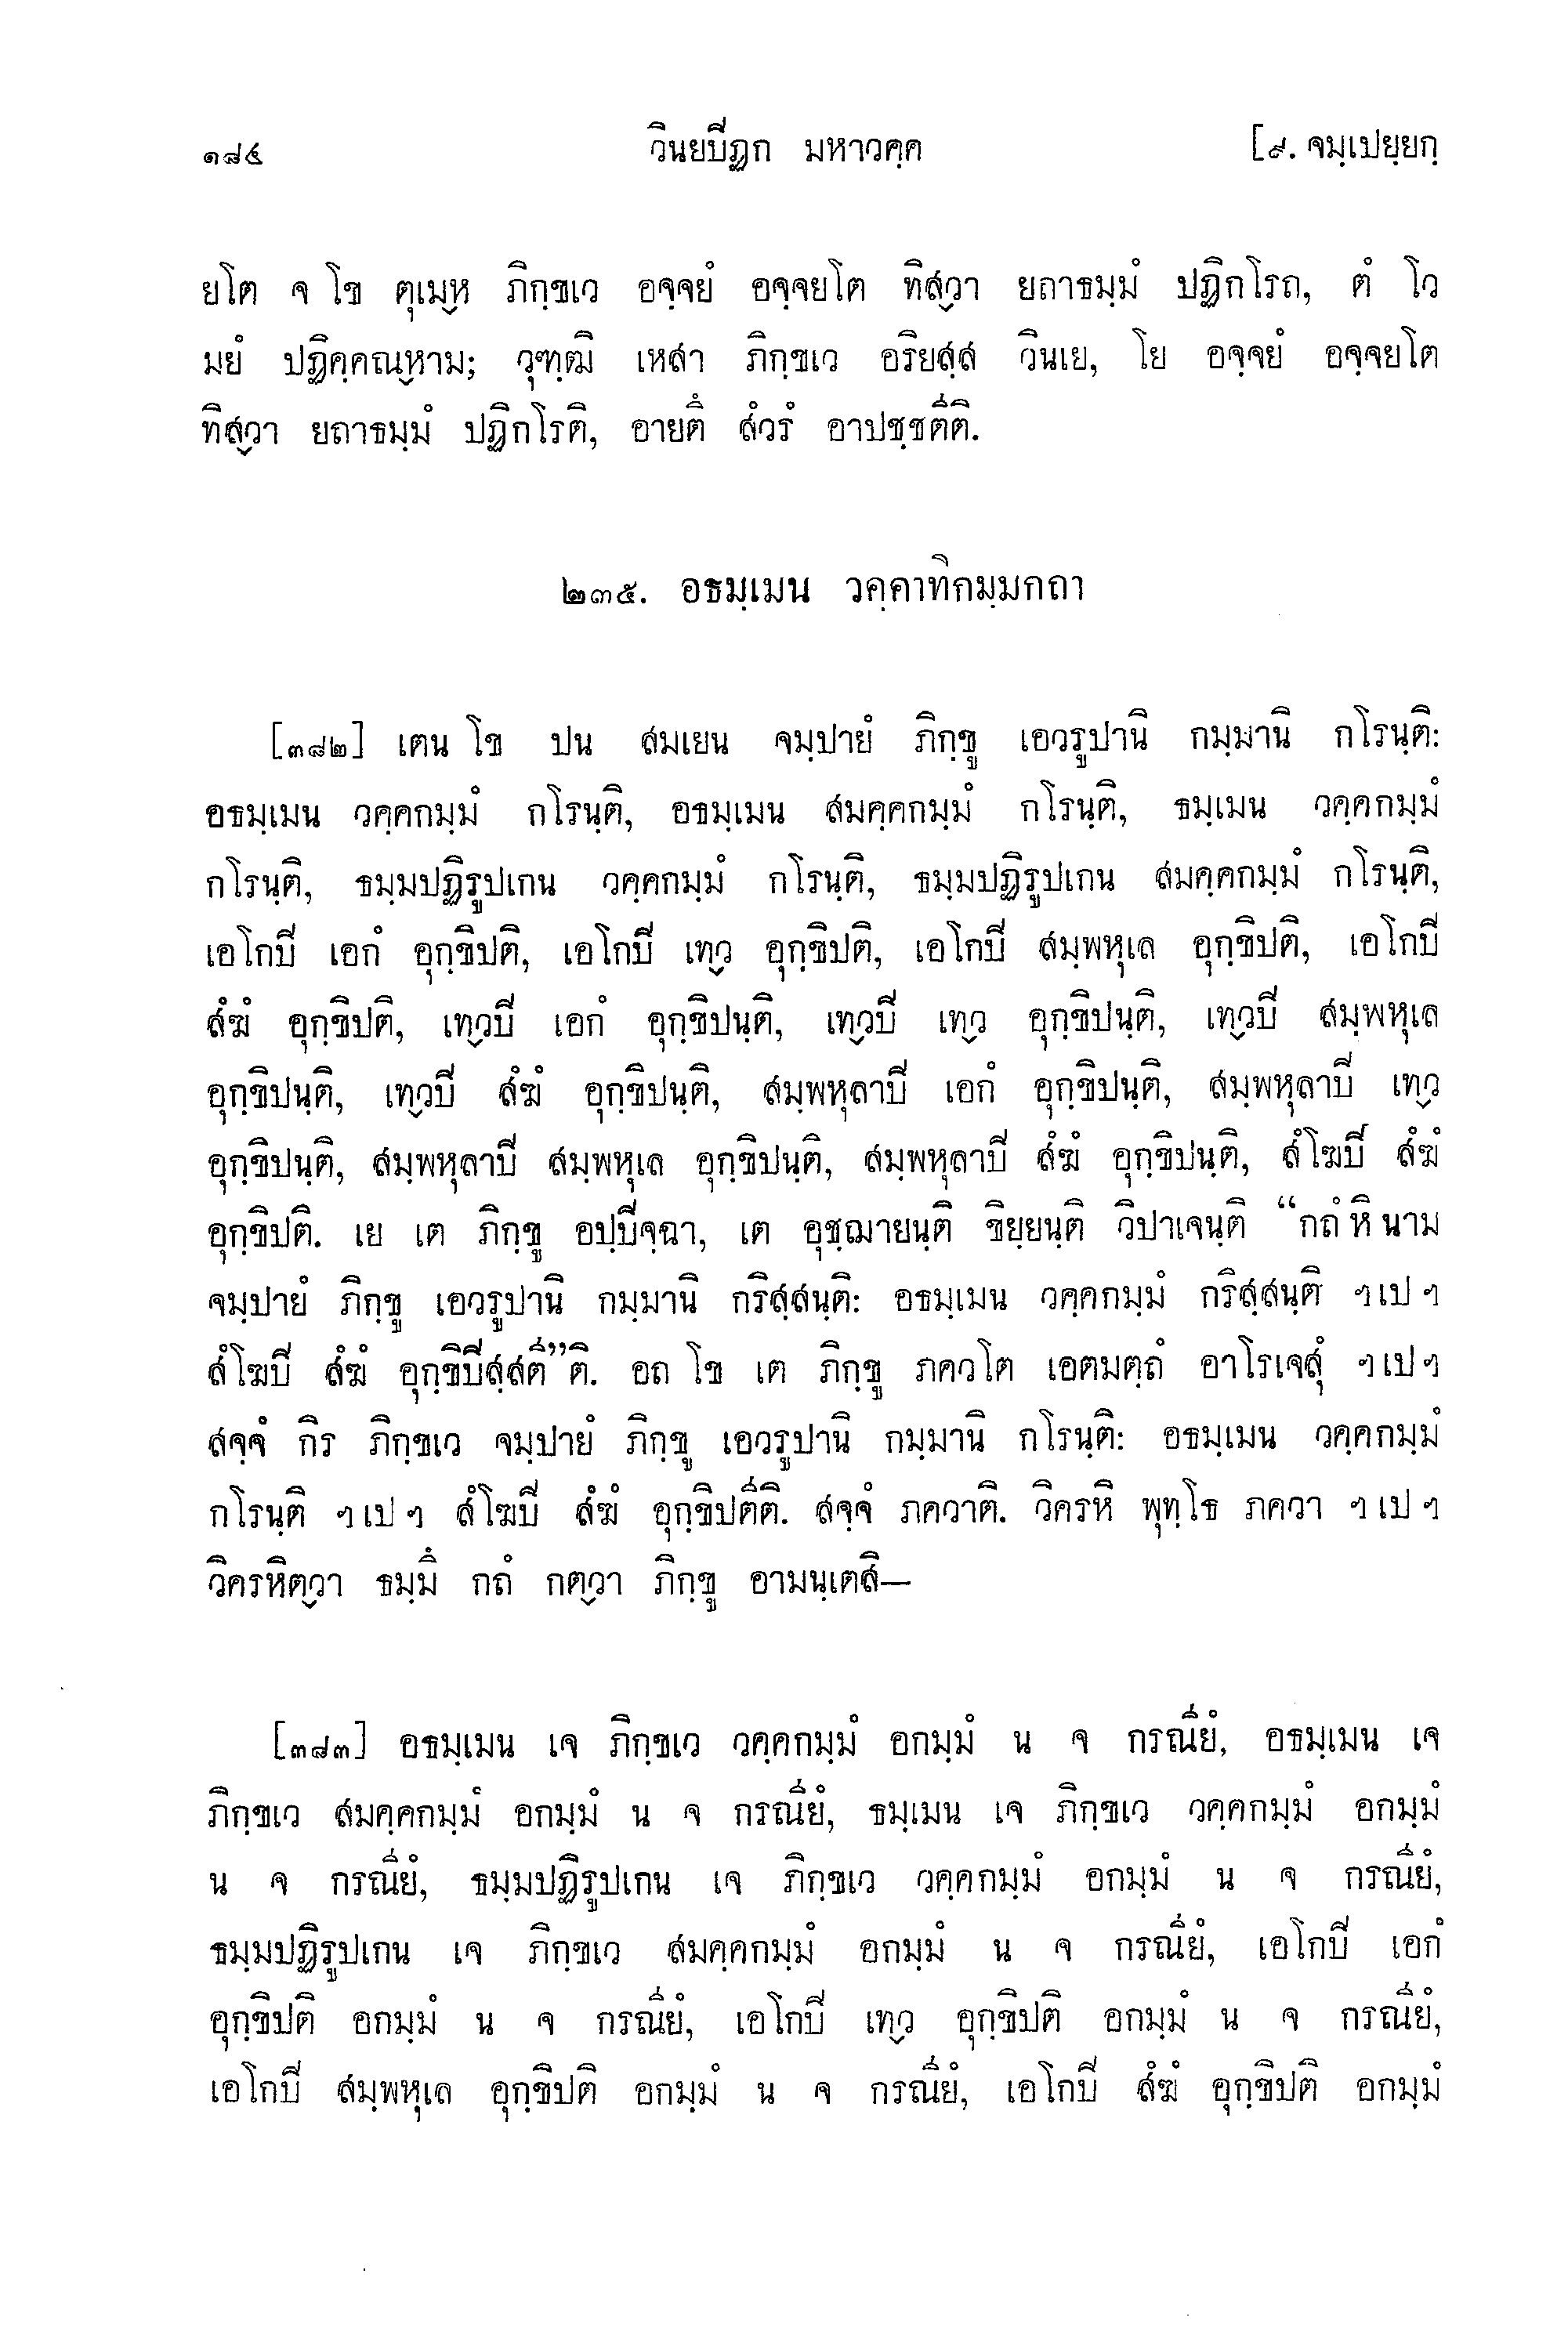 ๑๘๔ วินยปิฏก มหาวคฺค [๙. จมฺเปยฺยกฺ
ยโต จ โข ตุเมฺห ภิกฺขเว อจฺจยํ อจฺจยโต ทิสฺวา ยถาธมฺมํ ปฏิกโรถ, ตํ โว
มยํ ปฏิคฺคณฺหาม; วุฑฺฒิ เหสา ภิกฺขเว อริยสฺส วินเย, โย อจฺจยํ อจฺจยโต
ทิสฺวา ยถาธมฺมํ ปฏิกโรติ, อายตึ สํวรํ อาปชฺชตีติ.
๒๓๕. อธมฺเมน วคฺคาทิกมฺมกถา
[๓๘๒] เตน โข ปน สมเยน จมฺปายํ ภิกฺขู เอวรูปานิ กมฺมานิ กโรนฺติ:
อธมฺเมน วคฺคกมฺมํ กโรนฺติ, อธมฺเมน สมคฺคกมฺมํ กโรนฺติ, ธมฺเมน วคฺคกมฺมํ
กโรนฺติ, ธมฺมปฏิรูปเกน วคฺคกมฺมํ กโรนฺติ, ธมฺมปฏิรูปเกน สมคฺคกมฺมํ กโรนฺติ,
เอโกปิ เอกํ อุกฺขิปติ, เอโกปิ เทฺว อุกฺขิปติ, เอโกปิ สมฺพหุเล อุกฺขิปติ, เอโกปิ
สํฆํ อุกฺขิปติ, เทฺวปิ เอกํ อุกฺขิปนฺติ, เทฺวปิ เทฺว อุกฺขิปนฺติ, เทฺวปิ สมฺพหุเล
อุกฺขิปนฺติ, เทฺวปิ สํฆํ อุกฺขิปนฺติ, สมฺพหุลาปิ เอกํ อุกฺขิปนฺติ, สมฺพหุลาปิ เทฺว
อุกฺขิปนฺติ, สมฺพหุลาปิ สมฺพหุเล อุกฺขิปนฺติ, สมฺพหุลาปิ สํฆํ อุกฺขิปนฺติ, สํโฆปิ สํฆํ
อุกฺขิปติ. เย เต ภิกฺขู อปฺปิจฺฉา, เต อุชฺฌายนฺติ ขิยฺยนฺติ วิปาเจนฺติ “กถํ หิ นาม
จมฺปายํ ภิกฺขู เอวรูปานิ กมฺมานิ กริสฺสนฺติ: อธมฺเมน วคฺคกมฺมํ กริสฺสนฺติ ฯ เป ฯ
สํโฆปิ สํฆํ อุกฺขิปิสฺสตี”ติ. อถ โข เต ภิกฺขู ภควโต เอตมตฺถํ อาโรเจสุํ ฯ เป ฯ
สจฺจํ กิร ภิกฺขเว จมฺปายํ ภิกฺขู เอวรูปานิ กมฺมานิ กโรนฺติ: อธมฺเมน วคฺคกมฺมํ
กโรนฺติ ฯ เป ฯ สํโฆปิ สํฆํ อุกฺขิปตีติ. สจฺจํ ภควาติ. วิครหิ พุทฺโธ ภควา ฯ เป ฯ
วิครหิตฺวา ธมฺมึ กถํ กตฺวา ภิกฺขู อามนฺเตสิ—
[๓๘๓] อธมฺเมน เจ ภิกฺขเว วคฺคกมฺมํ อกมฺมํ น จ กรณียํ, อธมฺเมน เจ
ภิกฺขเว สมคฺคกมฺมํ อกมฺมํ น จ กรณียํ, ธมฺเมน เจ ภิกฺขเว วคฺคกมฺมํ อกมฺมํ
น จ กรณียํ, ธมฺมปฏิรูปเกน เจ ภิกฺขเว วคฺคกมฺมํ อกมฺมํ น จ กรณียํ,
ธมฺมปฏิรูปเกน เจ ภิกฺขเว สมคฺคกมฺมํ อกมฺมํ น จ กรณียํ, เอโกปิ เอกํ
อุกฺขิปติ อกมฺมํ น จ กรณียํ, เอโกปิ เทฺว อุกฺขิปติ อกมฺมํ น จ กรณียํ,
เอโกปิ สมฺพหุเล อุกฺขิปติ อกมฺมํ น จ กรณียํ, เอโกปิ สํฆํ อุกฺขิปติ อกมฺมํ